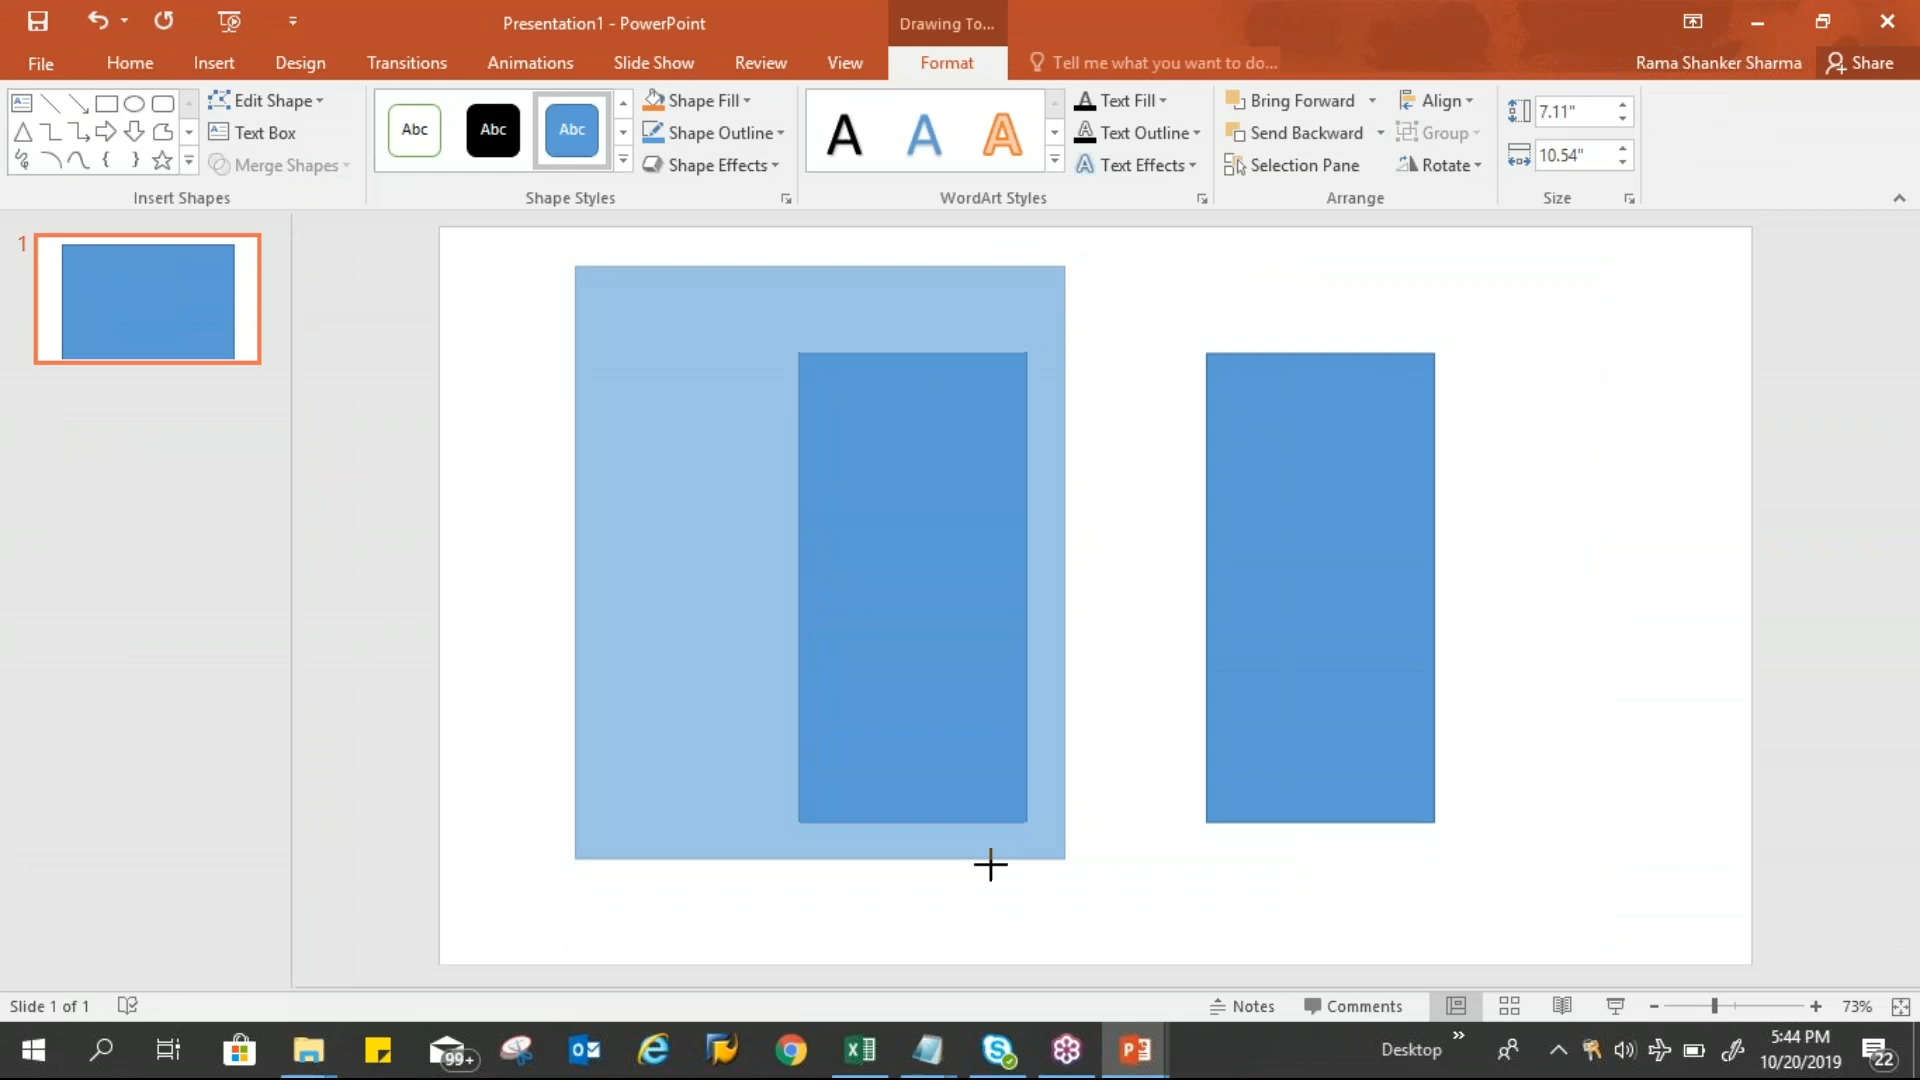 Presentation1 - PowerPoint
Drawing To...
File Home Insert Design Transitions Animations Slide Show Review View Format Tell me what you want to do... Rama Shanker Sharma Share
Edit Shape
Text Box
Merge Shapes
Insert Shapes
Abc Abc Abc
Shape Fill
Shape Outline
Shape Effects
Shape Styles
A A A
Text Fill
Text Outline
Text Effects
WordArt Styles
Bring Forward
Send Backward
Selection Pane
Align
Group
Rotate
Arrange
7.11"
10.54"
Size
1
Slide 1 of 1
Notes Comments 73%
99+
Desktop
5:44 PM
10/20/2019
22